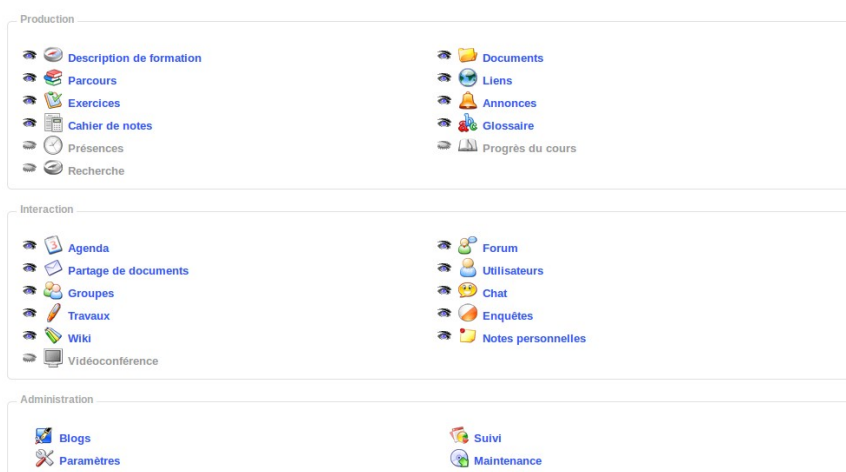 Production
Description de formation
Documents
Parcours
Liens
Exercices
Annonces
Cahier de notes
Glossaire
Présences
Progrès du cours
Recherche
Interaction
Agenda
Forum
Partage de documents
Utilisateurs
Groupes
Chat
Travaux
Enquêtes
Wiki
Notes personnelles
Vidéoconférence
Administration
Blogs
Suivi
Paramètres
Maintenance